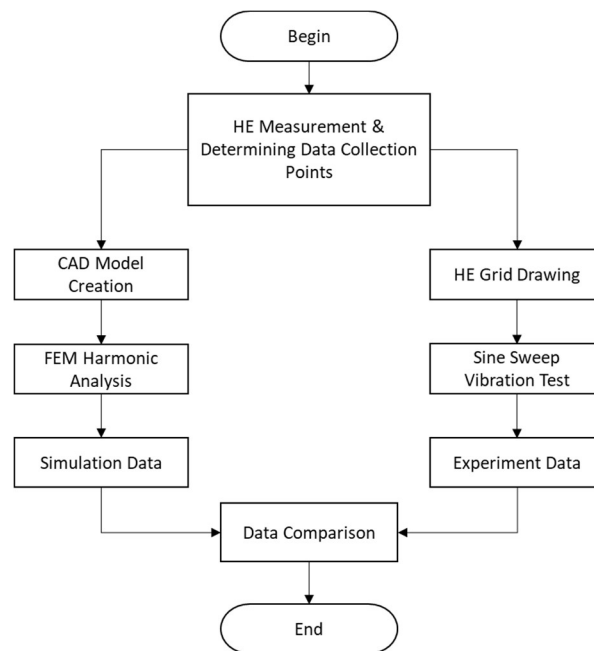 Begin
HE Measurement &
Determining Data Collection
Points
CAD Model
Creation
HE Grid Drawing
FEM Harmonic
Analysis
Sine Sweep
Vibration Test
Simulation Data
Experiment Data
Data Comparison
End